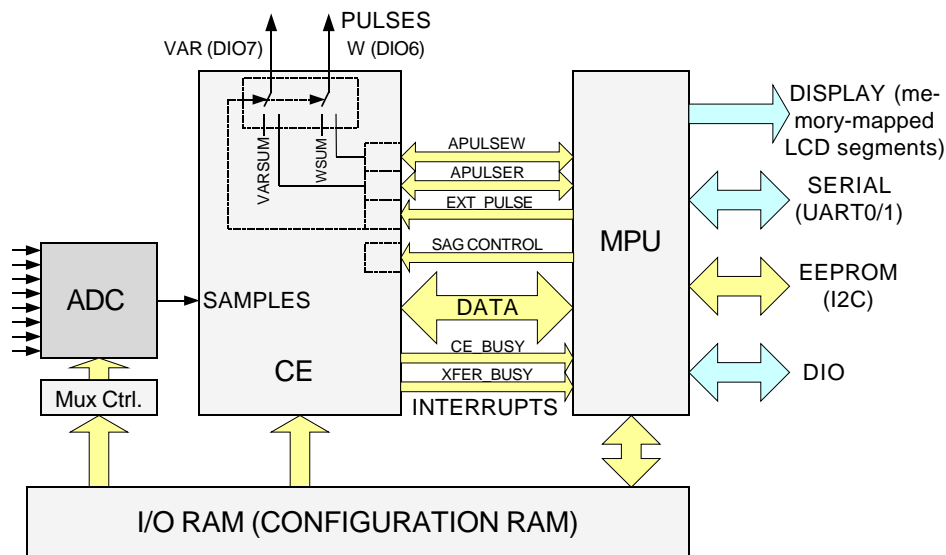 PULSES
VAR (DIO7)
W (DIO6)
VARSUM
WSUM
APULSEW
APULSER
EXT_PULSE
SAG CONTROL
DATA
CE_BUSY
XFER_BUSY
INTERRUPTS
ADC
SAMPLES
CE
Mux Ctrl.
MPU
DISPLAY (me-
mory-mapped
LCD segments)
SERIAL
(UART0/1)
EEPROM
(I2C)
DIO
I/O RAM (CONFIGURATION RAM)